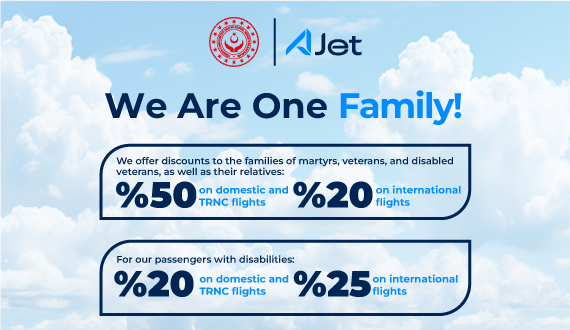 AJet
We Are One Family!
We offer discounts to the families of martyrs, veterans, and disabled
veterans, as well as their relatives:
%50 on domestic and TRNC flights %20 on international flights
For our passengers with disabilities:
%20 on domestic and TRNC flights %25 on international flights